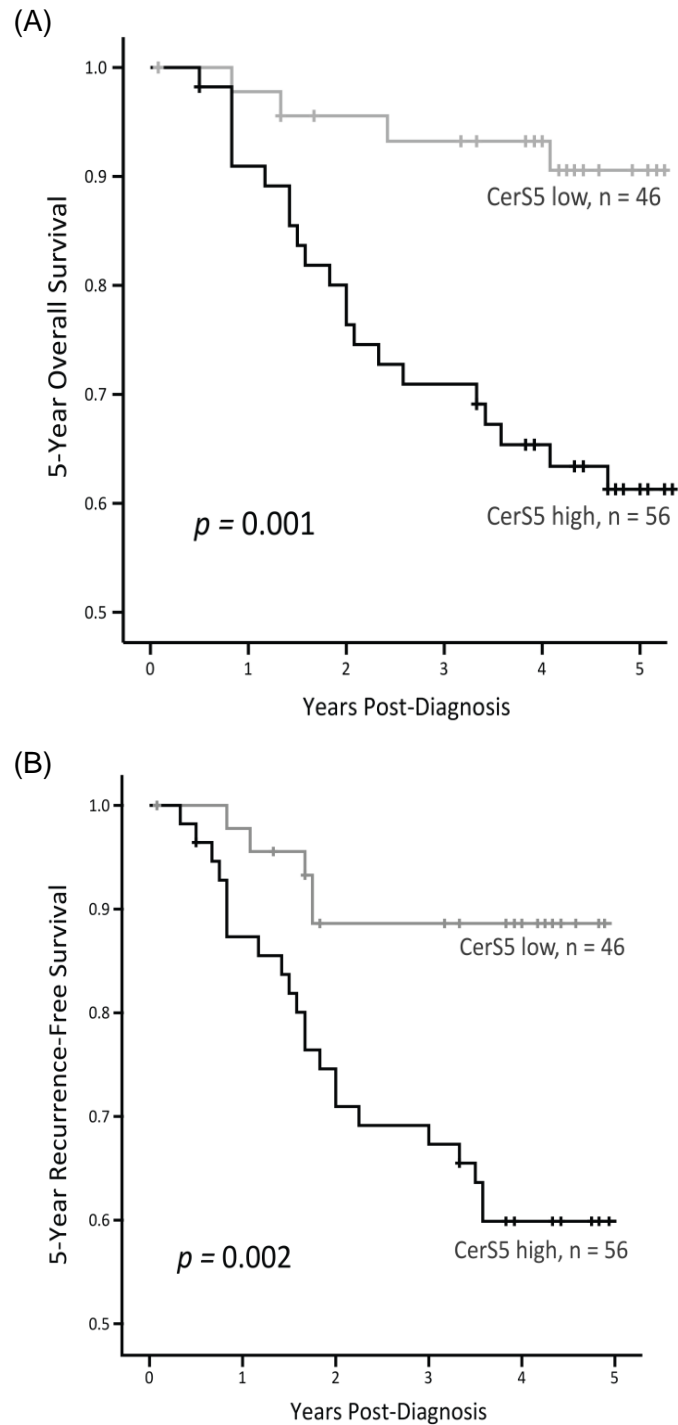 (A)
5-Year Overall Survival
1.0
0.9
0.8
0.7
0.6
0.5
CerS5 low, n = 46
CerS5 high, n = 56
p = 0.001
0 1 2 3 4 5
Years Post-Diagnosis
(B)
5-Year Recurrence-Free Survival
1.0
0.9
0.8
0.7
0.6
0.5
CerS5 low, n = 46
CerS5 high, n = 56
p = 0.002
0 1 2 3 4 5
Years Post-Diagnosis